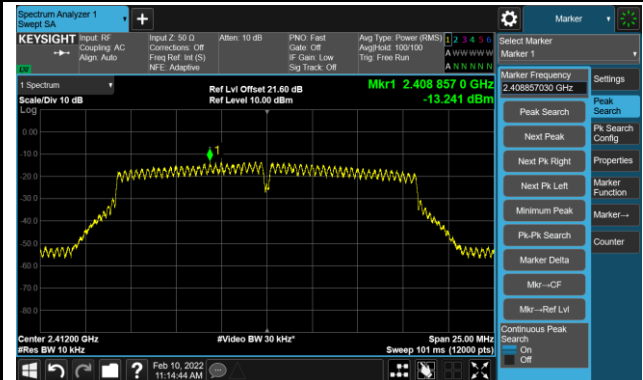 Spectrum Analyzer 1
Swept SA
Marker
KEYSIGHT
Input: RF
Coupling: AC
Align: Auto
Input Z: 50 Ω
Corrections: Off
Freq Ref: Int (S)
NFE: Adaptive
Atten: 10 dB
PNO: Fast
Gate: Off
IF Gain: Low
Sig Track: Off
Avg Type: Power (RMS)
Avg|Hold: 100/100
Trig: Free Run
1 2 3 4 5 6
A W W W W W
A N N N N N
Select Marker
Marker 1
1 Spectrum
Scale/Div 10 dB
Log
Ref Lvl Offset 21.60 dB
Ref Level 10.00 dBm
Mkr1 2.408 857 0 GHz
-13.241 dBm
1
0.00
-10.0
-20.0
-30.0
-40.0
-50.0
-60.0
-70.0
-80.0
Center 2.41200 GHz
#Res BW 10 kHz
#Video BW 30 kHz*
Span 25.00 MHz
Sweep 101 ms (12000 pts)
Marker Frequency
2.408857030 GHz
Peak Search
Next Peak
Next Pk Right
Next Pk Left
Minimum Peak
Pk-Pk Search
Marker Delta
Mkr→CF
Mkr→Ref Lvl
Continuous Peak
Search
On
Off
Settings
Peak
Search
Pk Search
Config
Properties
Marker
Function
Marker→
Counter
?
Feb 10, 2022
11:14:44 AM